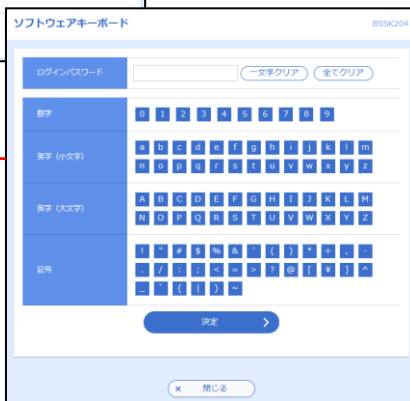 ソフトウェアキーボード
BSSK204
ログインパスワード
一文字クリア 全てクリア
数字
0 1 2 3 4 5 6 7 8 9
英字（小文字）
a b c d e f g h i j k l m
n o p q r s t u v w x y z
英字（大文字）
A B C D E F G H I J K L M
N O P Q R S T U V W X Y Z
記号
! " # $ % & ' ( ) * + , -
. / : ; < = > ? @ [ ¥ ] ^
_ ` { | } ~
決定
× 閉じる